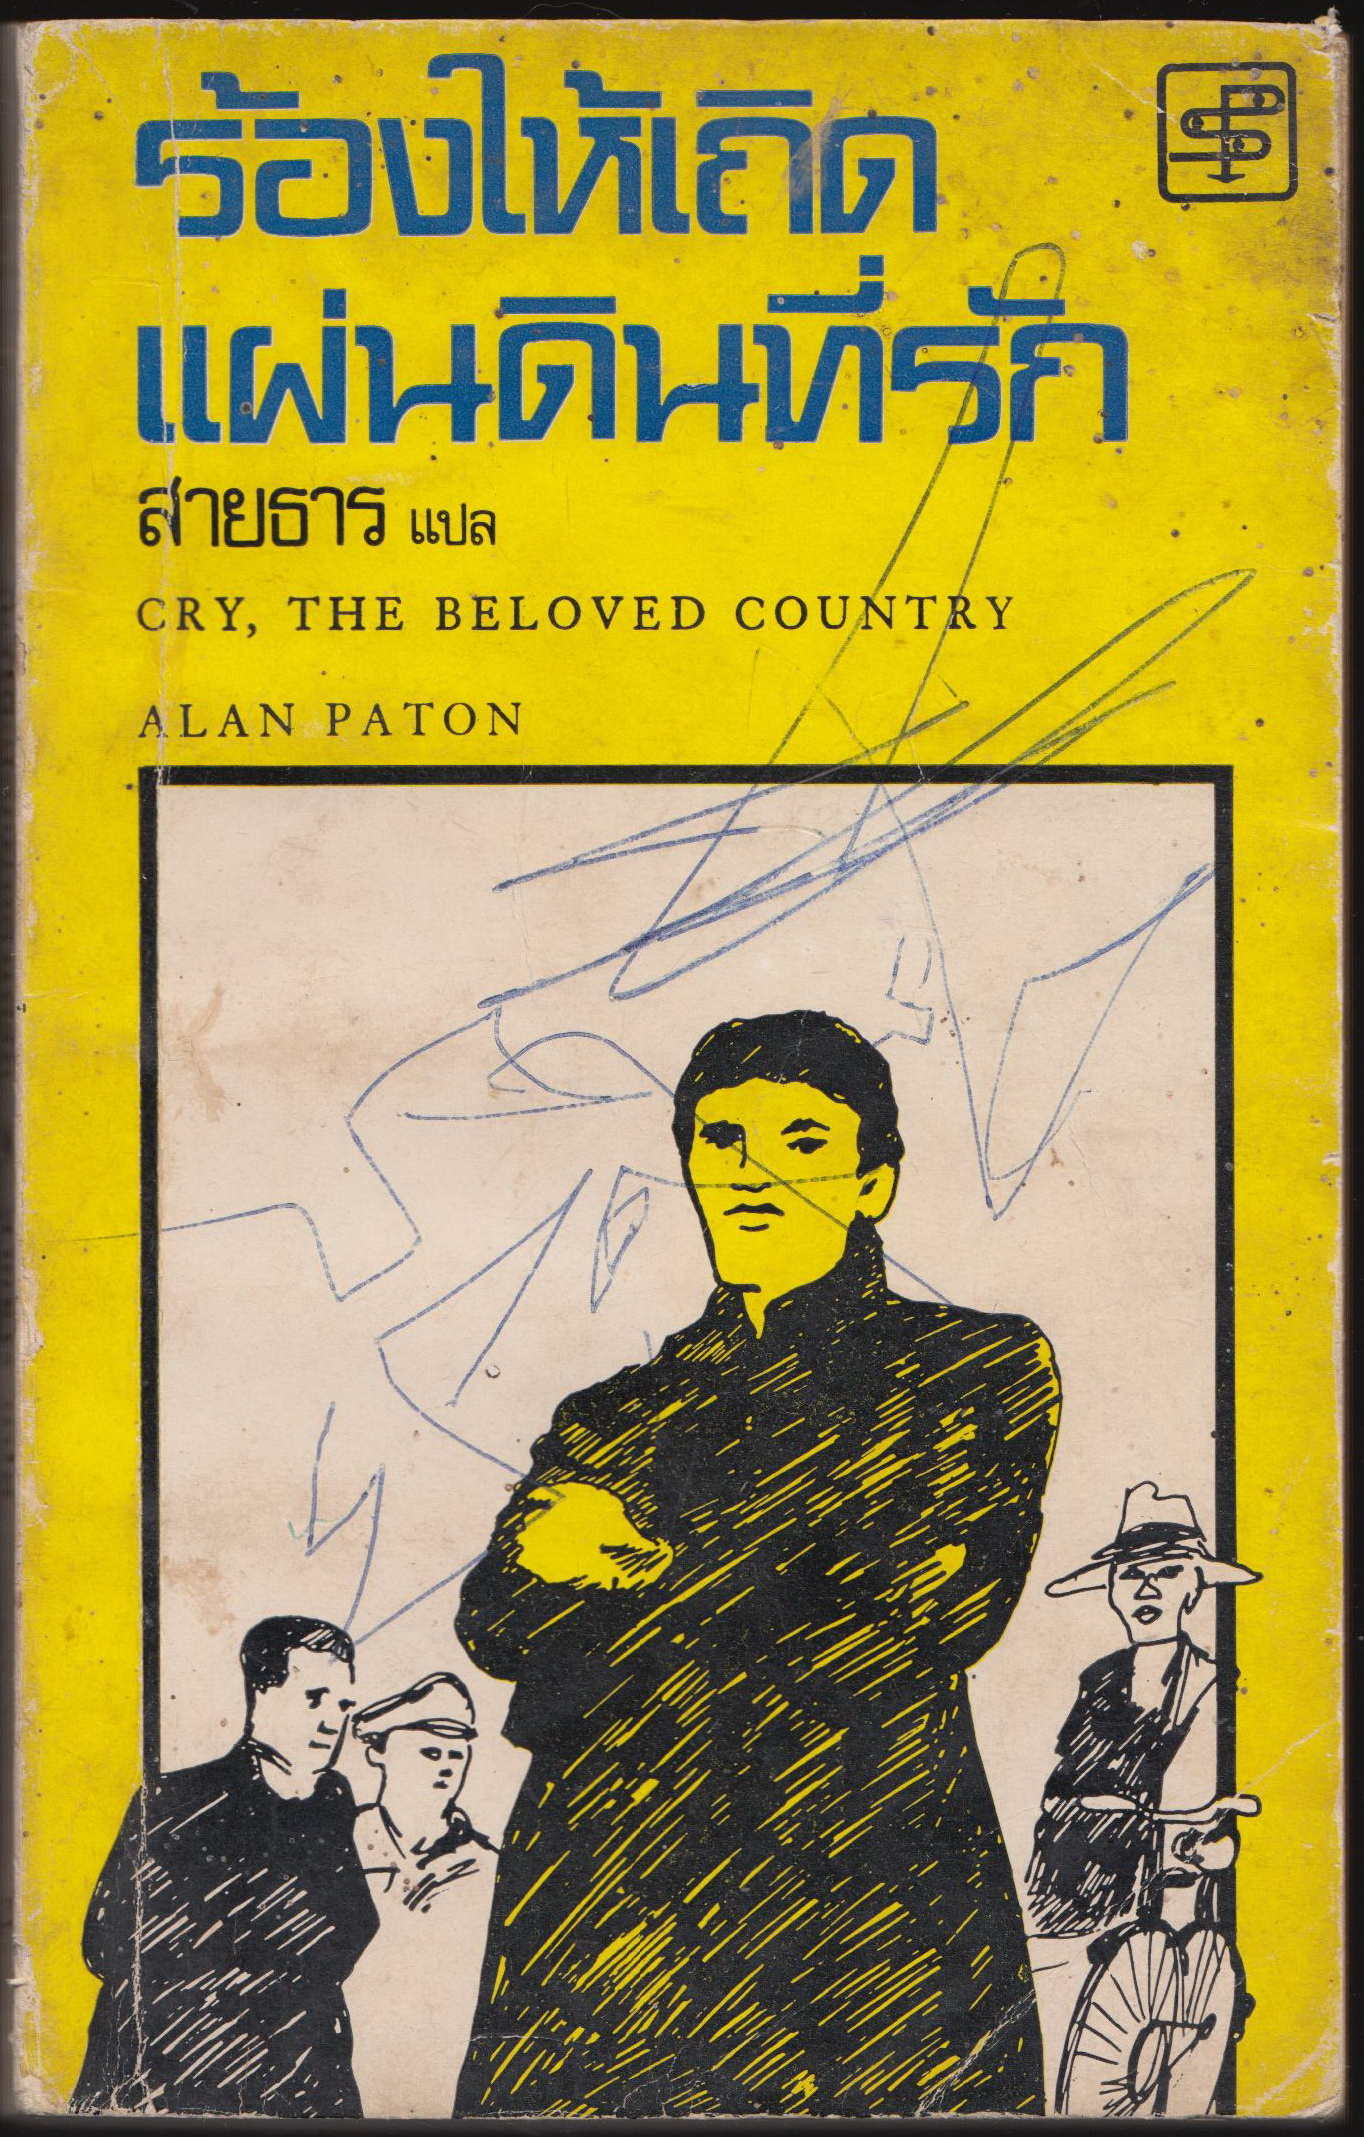 ร้องไห้เถิด
แผ่นดินที่รัก
สายธาร แปล
CRY, THE BELOVED COUNTRY
ALAN PATON